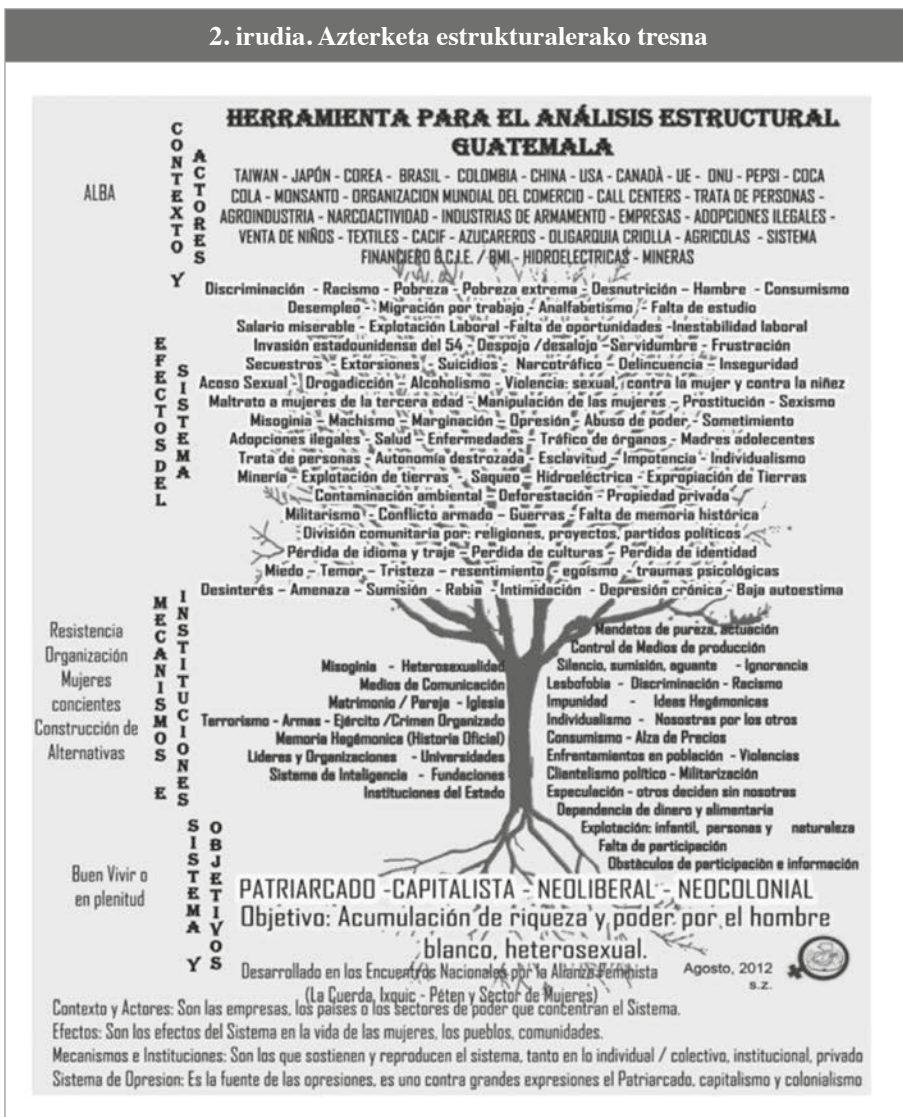 2. irudia. Azterketa estrukturalerako tresna
HERRAMIENTA PARA EL ANÁLISIS ESTRUCTURAL
GUATEMALA
CONTEXTO Y
ACTORES
ALBA
TAIWAN - JAPÓN - COREA - BRASIL - COLOMBIA - CHINA - USA - CANADÀ - UE - ONU - PEPSI - COCA
COLA - MONSANTO - ORGANIZACION MUNDIAL DEL COMERCIO - CALL CENTERS - TRATA DE PERSONAS -
AGROINDUSTRIA - NARCOACTIVIDAD - INDUSTRIAS DE ARMAMENTO - EMPRESAS - ADOPCIONES ILEGALES -
VENTA DE NIÑOS - TEXTILES - CACIF - AZUCAREROS - OLIGARQUIA CRIOLLA - AGRICOLAS - SISTEMA
FINANCIERO B.C.I.E. / BMI - HIDROELECTRICAS - MINERAS
EFECTOS DEL
SISTEMA
Discriminación - Racismo - Pobreza - Pobreza extrema - Desnutrición – Hambre - Consumismo
Desempleo - Migración por trabajo - Analfabetismo - Falta de estudio
Salario miserable - Explotación Laboral -Falta de oportunidades -Inestabilidad laboral
Invasión estadounidense del 54 - Despojo /desalojo -Servidumbre - Frustración
Secuestros - Extorsiones - Suicidios - Narcotráfico – Delincuencia – Inseguridad
Acoso Sexual - Drogadicción – Alcoholismo - Violencia: sexual, contra la mujer y contra la niñez
Maltrato a mujeres de la tercera edad - Manipulación de las mujeres – Prostitución - Sexismo
Misoginia – Machismo – Marginación – Opresión – Abuso de poder - Sometimiento
Adopciones ilegales - Salud – Enfermedades - Tráfico de órganos - Madres adolecentes
Trata de personas - Autonomía destrozada - Esclavitud - Impotencia - Individualismo
Minería – Explotación de tierras - Saqueo – Hidroeléctrica - Expropiación de Tierras
Contaminación ambiental – Deforestación - Propiedad privada
Militarismo - Conflicto armado – Guerras - Falta de memoria histórica
División comunitaria por: religiones, proyectos, partidos políticos
Pérdida de idioma y traje – Perdida de culturas – Perdida de identidad
Miedo – Temor – Tristeza – resentimiento - egoísmo - traumas psicológicas
Desinterés – Amenaza – Sumisión - Rabia - Intimidación - Depresión crónica - Baja autoestima
MECANISMOS E
INSTITUCIONES
Resistencia
Organización
Mujeres
concientes
Construcción de
Alternativas
Misoginia - Heterosexualidad
Medios de Comunicación
Matrimonio / Pareja - Iglesia
Terrorismo - Armas - Ejército /Crimen Organizado
Memoria Hegémonica (Historia Oficial)
Lideres y Organizaciones - Universidades
Sistema de Inteligencia - Fundaciones
Instituciones del Estado
Mandatos de pureza, actuación
Control de Medios de producción
Silencio, sumisión, aguante - Ignorancia
Lesbofobia - Discriminación - Racismo
Impunidad - Ideas Hegémonicas
Individualismo - Nosostras por los otros
Consumismo - Alza de Precios
Enfrentamientos en población - Violencias
Clientelismo político - Militarización
Especulación - otros deciden sin nosotras
Dependencia de dinero y alimentaria
Explotación: infantil, personas y naturaleza
Falta de participación
Obstàculos de participación e información
SISTEMA Y
OBJETIVOS
Buen Vivir o
en plenitud
PATRIARCADO -CAPITALISTA - NEOLIBERAL - NEOCOLONIAL
Objetivo: Acumulación de riqueza y poder por el hombre
blanco, heterosexual.
Desarrollado en los Encuentros Nacionales por la Alianza Feminista
(La Cuerda, Ixquic - Péten y Sector de Mujeres)
Agosto, 2012
s.z.
Contexto y Actores: Son las empresas, los países o los sectores de poder que concentran el Sistema.
Efectos: Son los efectos del Sistema en la vida de las mujeres, los pueblos, comunidades.
Mecanismos e Instituciones: Son los que sostienen y reproducen el sistema, tanto en lo individual / colectivo, institucional, privado
Sistema de Opresion: Es la fuente de las opresiones, es uno contra grandes expresiones el Patriarcado, capitalismo y colonialismo